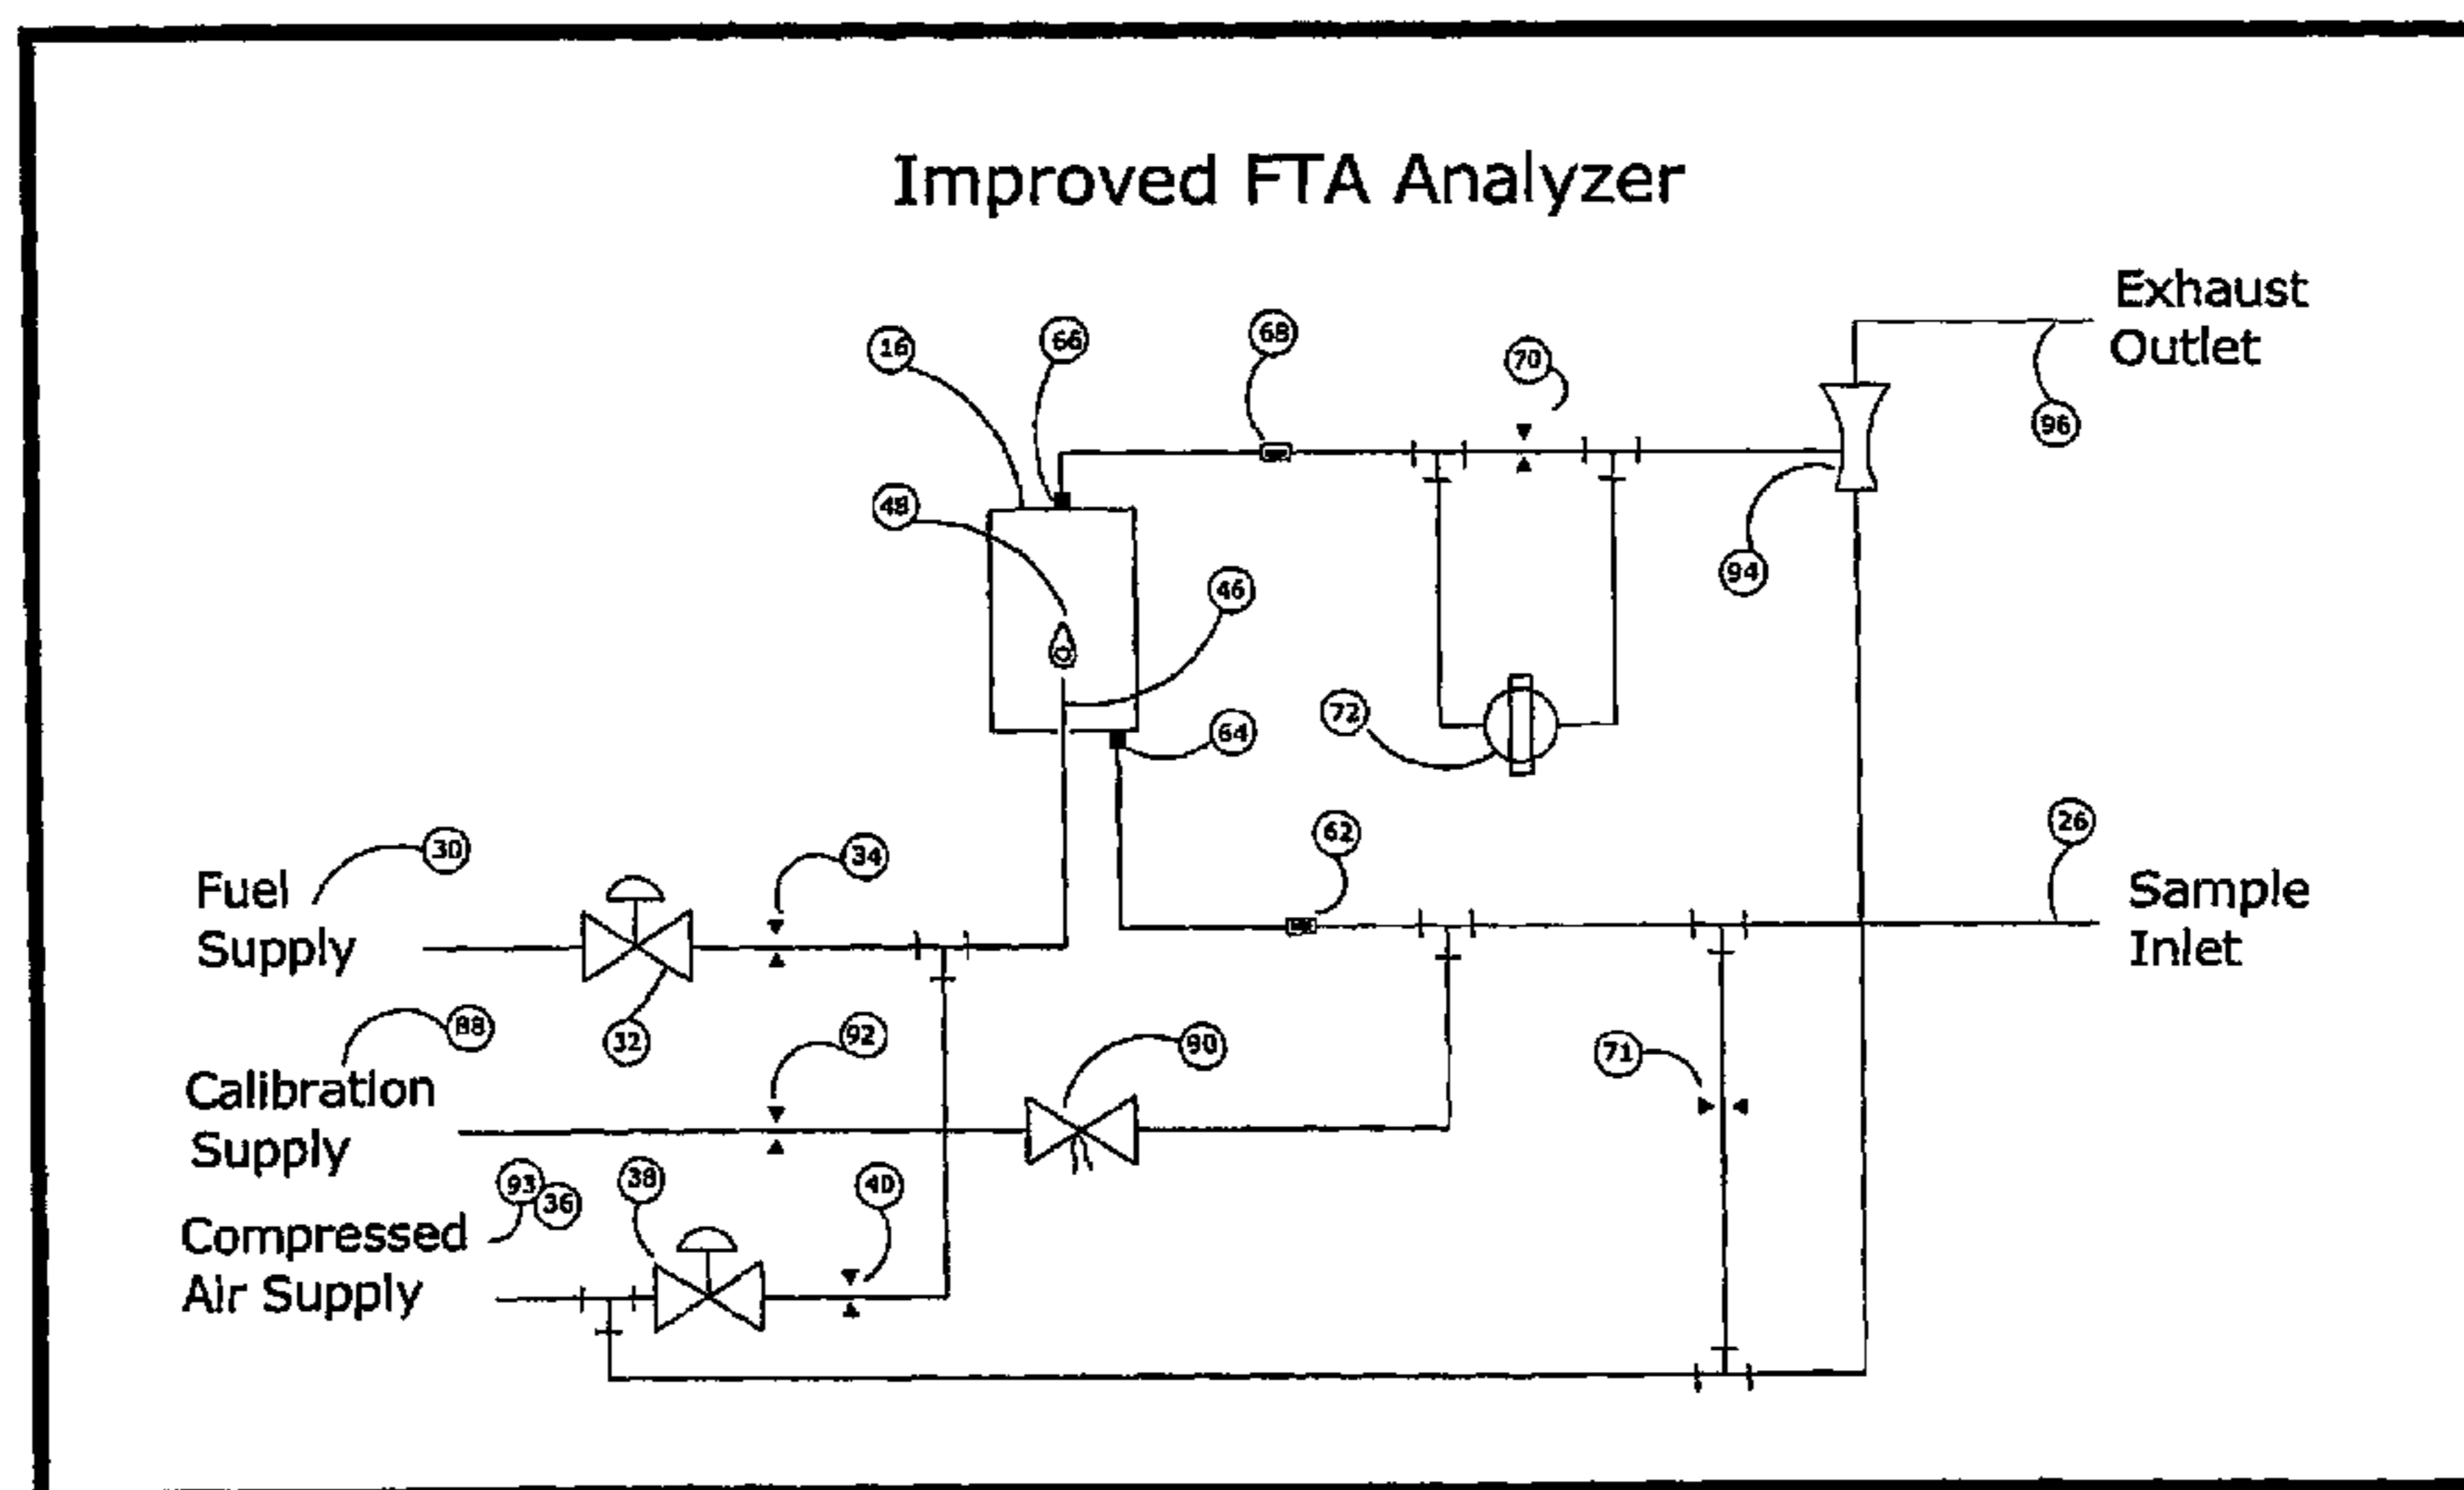 Improved FTA Analyzer
Exhaust
Outlet
16
66
68
70
96
48
46
94
72
64
62
26
30
34
Fuel
Supply
Sample
Inlet
32
88
92
90
71
Calibration
Supply
93
36
38
40
Compressed
Air Supply